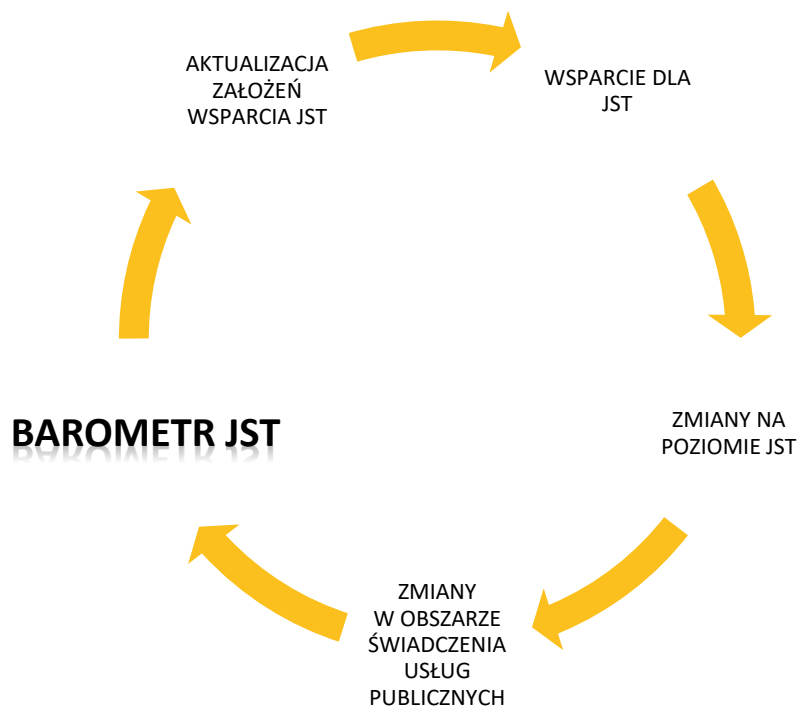 AKTUALIZACJA
ZAŁOŻEŃ
WSPARCIA JST
WSPARCIE DLA
JST
ZMIANY NA
POZIOMIE JST
ZMIANY
W OBSZARZE
ŚWIADCZENIA
USŁUG
PUBLICZNYCH
BAROMETR JST